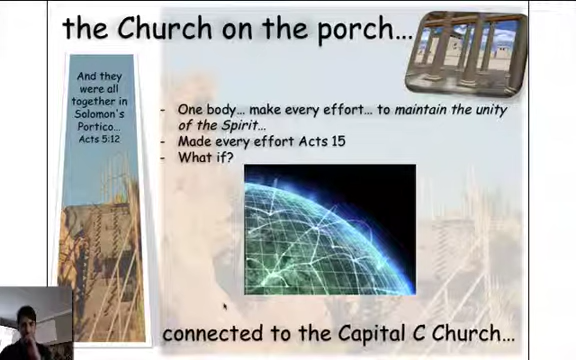 the Church on the porch...
And they
were all
together in
Solomon's
Portico...
Acts 5:12
- One body... make every effort... to maintain the unity
of the Spirit...
- Made every effort Acts 15
- What if?
connected to the Capital C Church...